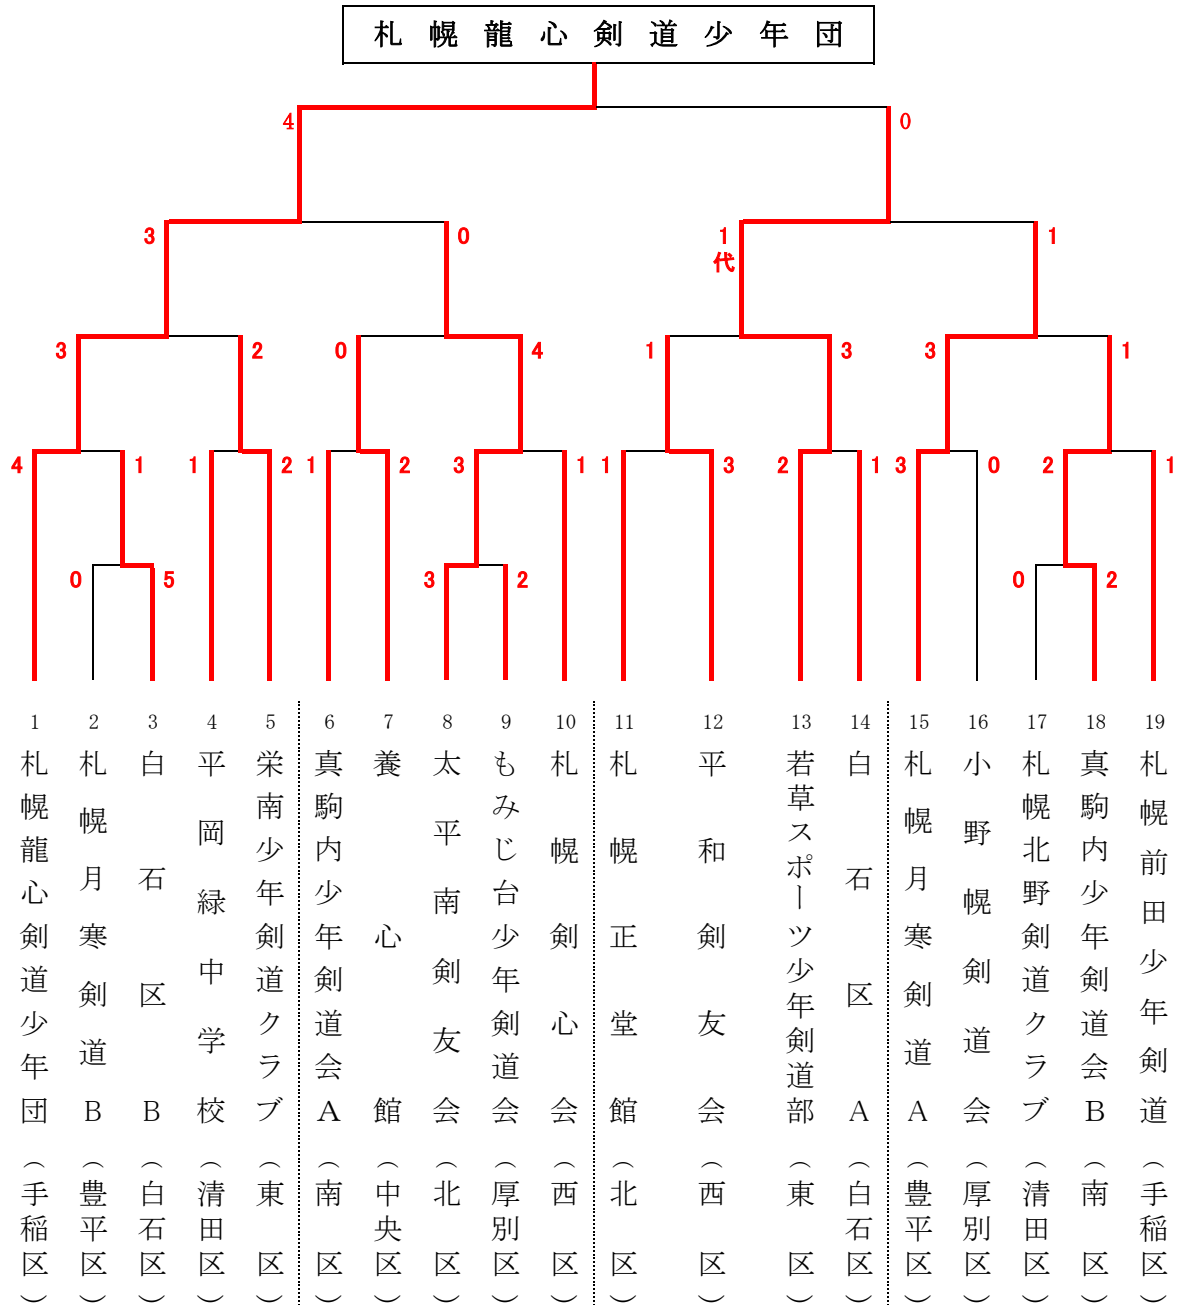 札幌龍心剣道少年団
4 0
3 0 1 1
代
3 2 0 4 1 3 3 1
4 1 1 2 1 2 3 1 1 3 2 1 3 0 2 1
0 5 3 2 0 2
1 札幌龍心剣道少年団(手稲区)
2 札幌月寒剣道B(豊平区)
3 白石区B(白石区)
4 平岡緑中学校(清田区)
5 栄南少年剣道クラブ(東区)
6 真駒内少年剣道会A(南区)
7 養心館(中央区)
8 太平南剣友会(北区)
9 もみじ台少年剣道会(厚別区)
10 札幌剣心会(西区)
11 札幌正堂館(北区)
12 平和剣友会(西区)
13 若草スポーツ少年剣道部(東区)
14 白石区A(白石区)
15 札幌月寒剣道A(豊平区)
16 小野幌剣道会(厚別区)
17 札幌北野剣道クラブ(清田区)
18 真駒内少年剣道会B(南区)
19 札幌前田少年剣道(手稲区)